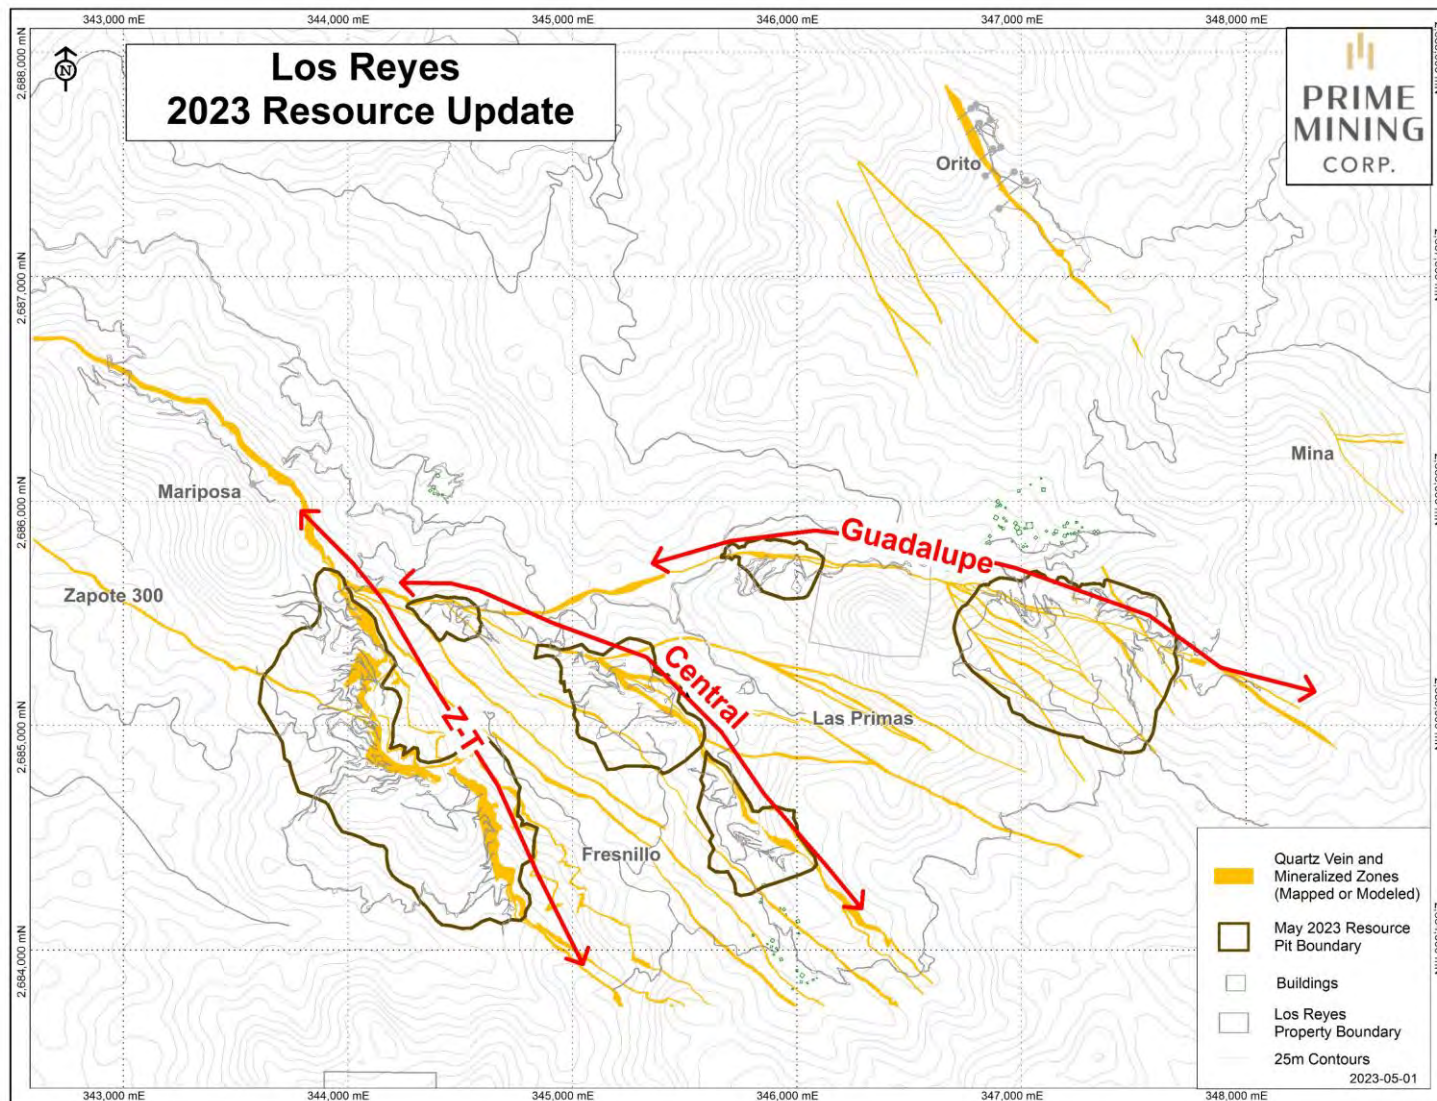 343,000 mE
344,000 mE
345,000 mE
346,000 mE
347,000 mE
348,000 mE
2,688,000 mN
2,687,000 mN
2,686,000 mN
2,685,000 mN
2,684,000 mN
N
Los Reyes
2023 Resource Update
PRIME
MINING
CORP.
Orito
Mina
Mariposa
Guadalupe
Zapote 300
Central
Z-T
Las Primas
Fresnillo
Quartz Vein and
Mineralized Zones
(Mapped or Modeled)
May 2023 Resource
Pit Boundary
Buildings
Los Reyes
Property Boundary
25m Contours
2023-05-01
343,000 mE
344,000 mE
345,000 mE
346,000 mE
347,000 mE
348,000 mE